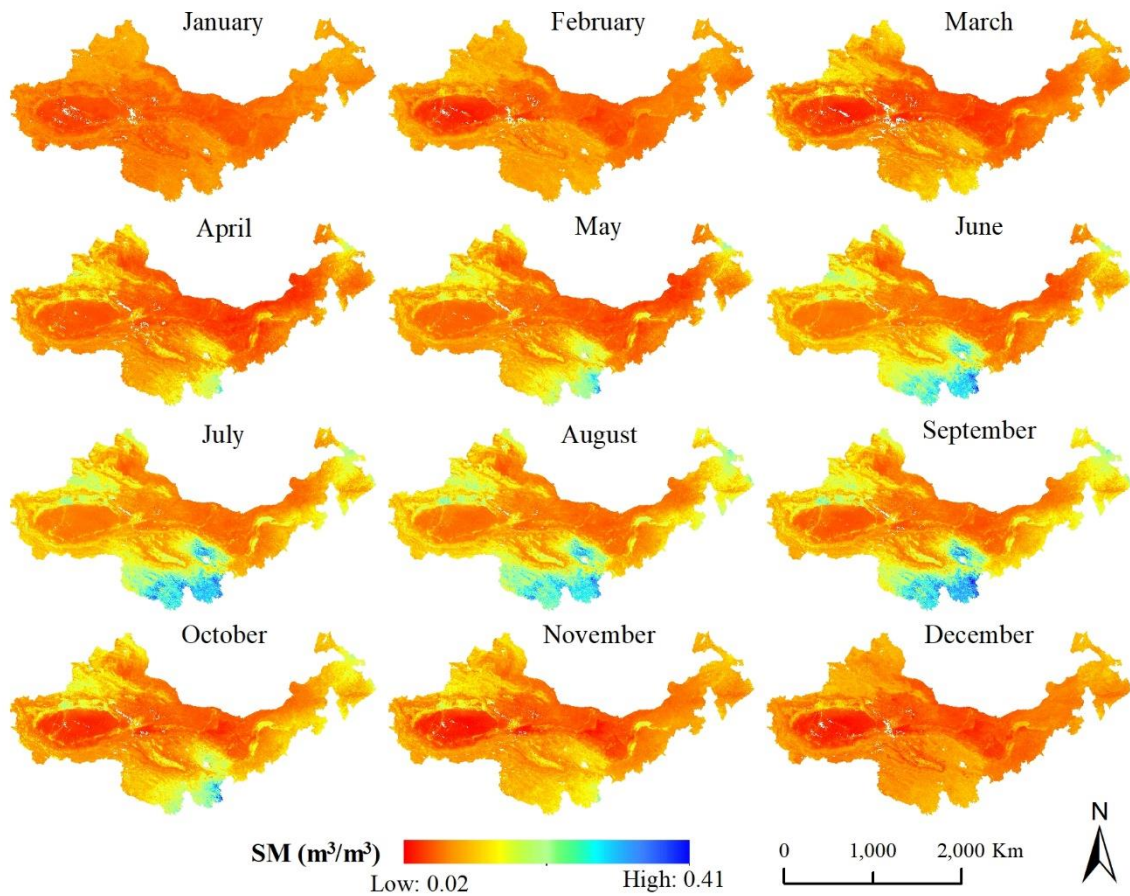 January
February
March
April
May
June
July
August
September
October
November
December
SM (m³/m³)
Low: 0.02
High: 0.41
0 1,000 2,000 Km
N